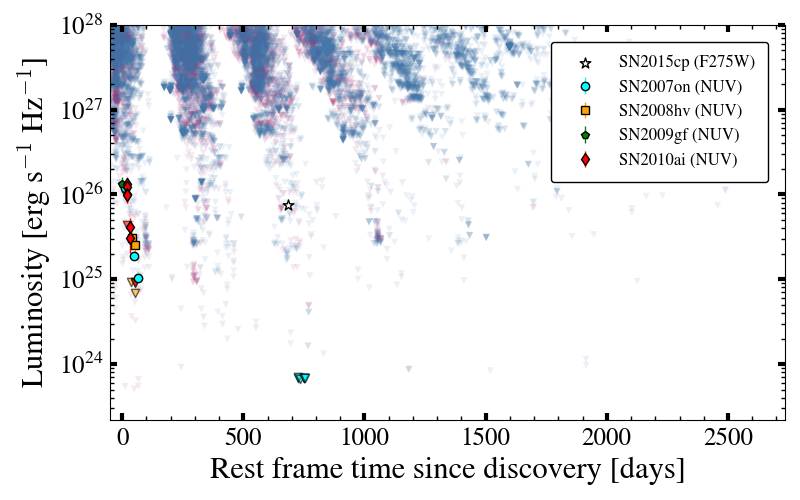 10^28
10^27
10^26
10^25
10^24
Luminosity [erg s^−1 Hz^−1]
SN2015cp (F275W)
SN2007on (NUV)
SN2008hv (NUV)
SN2009gf (NUV)
SN2010ai (NUV)
0 500 1000 1500 2000 2500
Rest frame time since discovery [days]